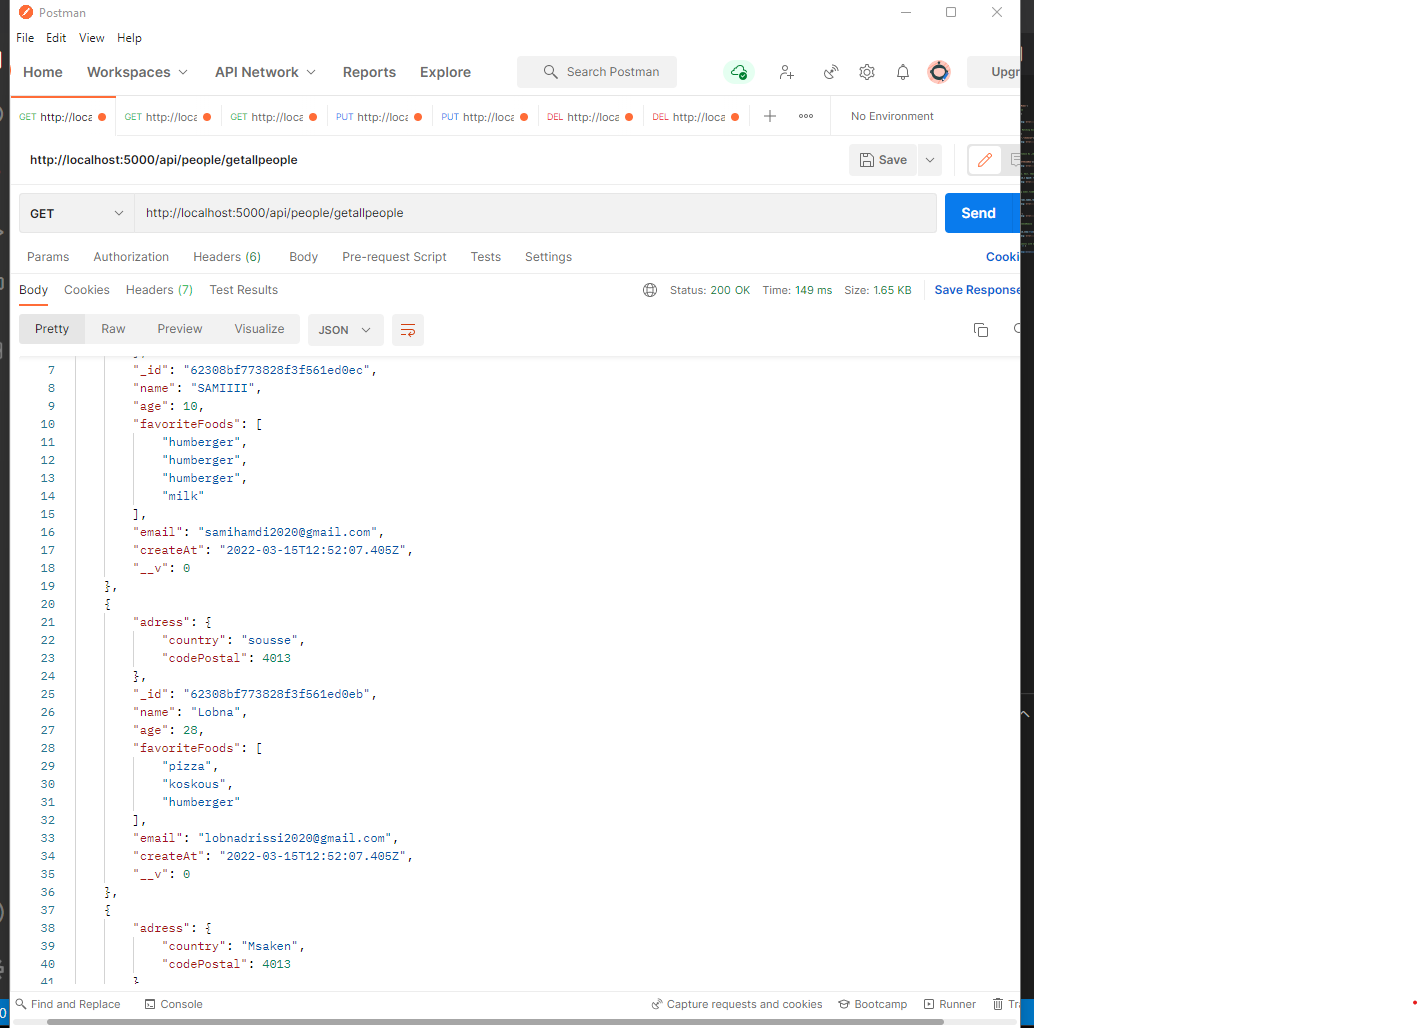 Postman
File Edit View Help
Home Workspaces API Network Reports Explore Search Postman Upgr
GET http://loca GET http://loca GET http://loca PUT http://loca PUT http://loca DEL http://loca DEL http://loca No Environment
http://localhost:5000/api/people/getallpeople Save
GET http://localhost:5000/api/people/getallpeople Send
Params Authorization Headers (6) Body Pre-request Script Tests Settings Cooki
Body Cookies Headers (7) Test Results Status: 200 OK Time: 149 ms Size: 1.65 KB Save Response
Pretty Raw Preview Visualize JSON
7 "_id": "62308bf773828f3f561ed0ec",
8 "name": "SAMIIII",
9 "age": 10,
10 "favoriteFoods": [
11 "humberger",
12 "humberger",
13 "humberger",
14 "milk"
15 ],
16 "email": "samihamdi2020@gmail.com",
17 "createAt": "2022-03-15T12:52:07.405Z",
18 "__v": 0
19 },
20 {
21 "adress": {
22 "country": "sousse",
23 "codePostal": 4013
24 },
25 "_id": "62308bf773828f3f561ed0eb",
26 "name": "Lobna",
27 "age": 28,
28 "favoriteFoods": [
29 "pizza",
30 "koskous",
31 "humberger"
32 ],
33 "email": "lobnadrissi2020@gmail.com",
34 "createAt": "2022-03-15T12:52:07.405Z",
35 "__v": 0
36 },
37 {
38 "adress": {
39 "country": "Msaken",
40 "codePostal": 4013
41 }
Find and Replace Console Capture requests and cookies Bootcamp Runner Tra